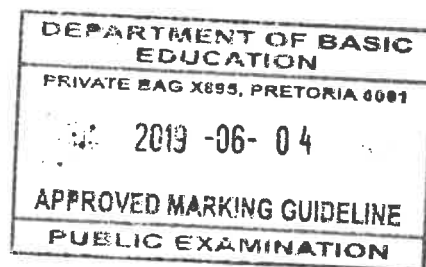 DEPARTMENT OF BASIC
EDUCATION
PRIVATE BAG X895, PRETORIA 0001
2019 -06- 04
APPROVED MARKING GUIDELINE
PUBLIC EXAMINATION